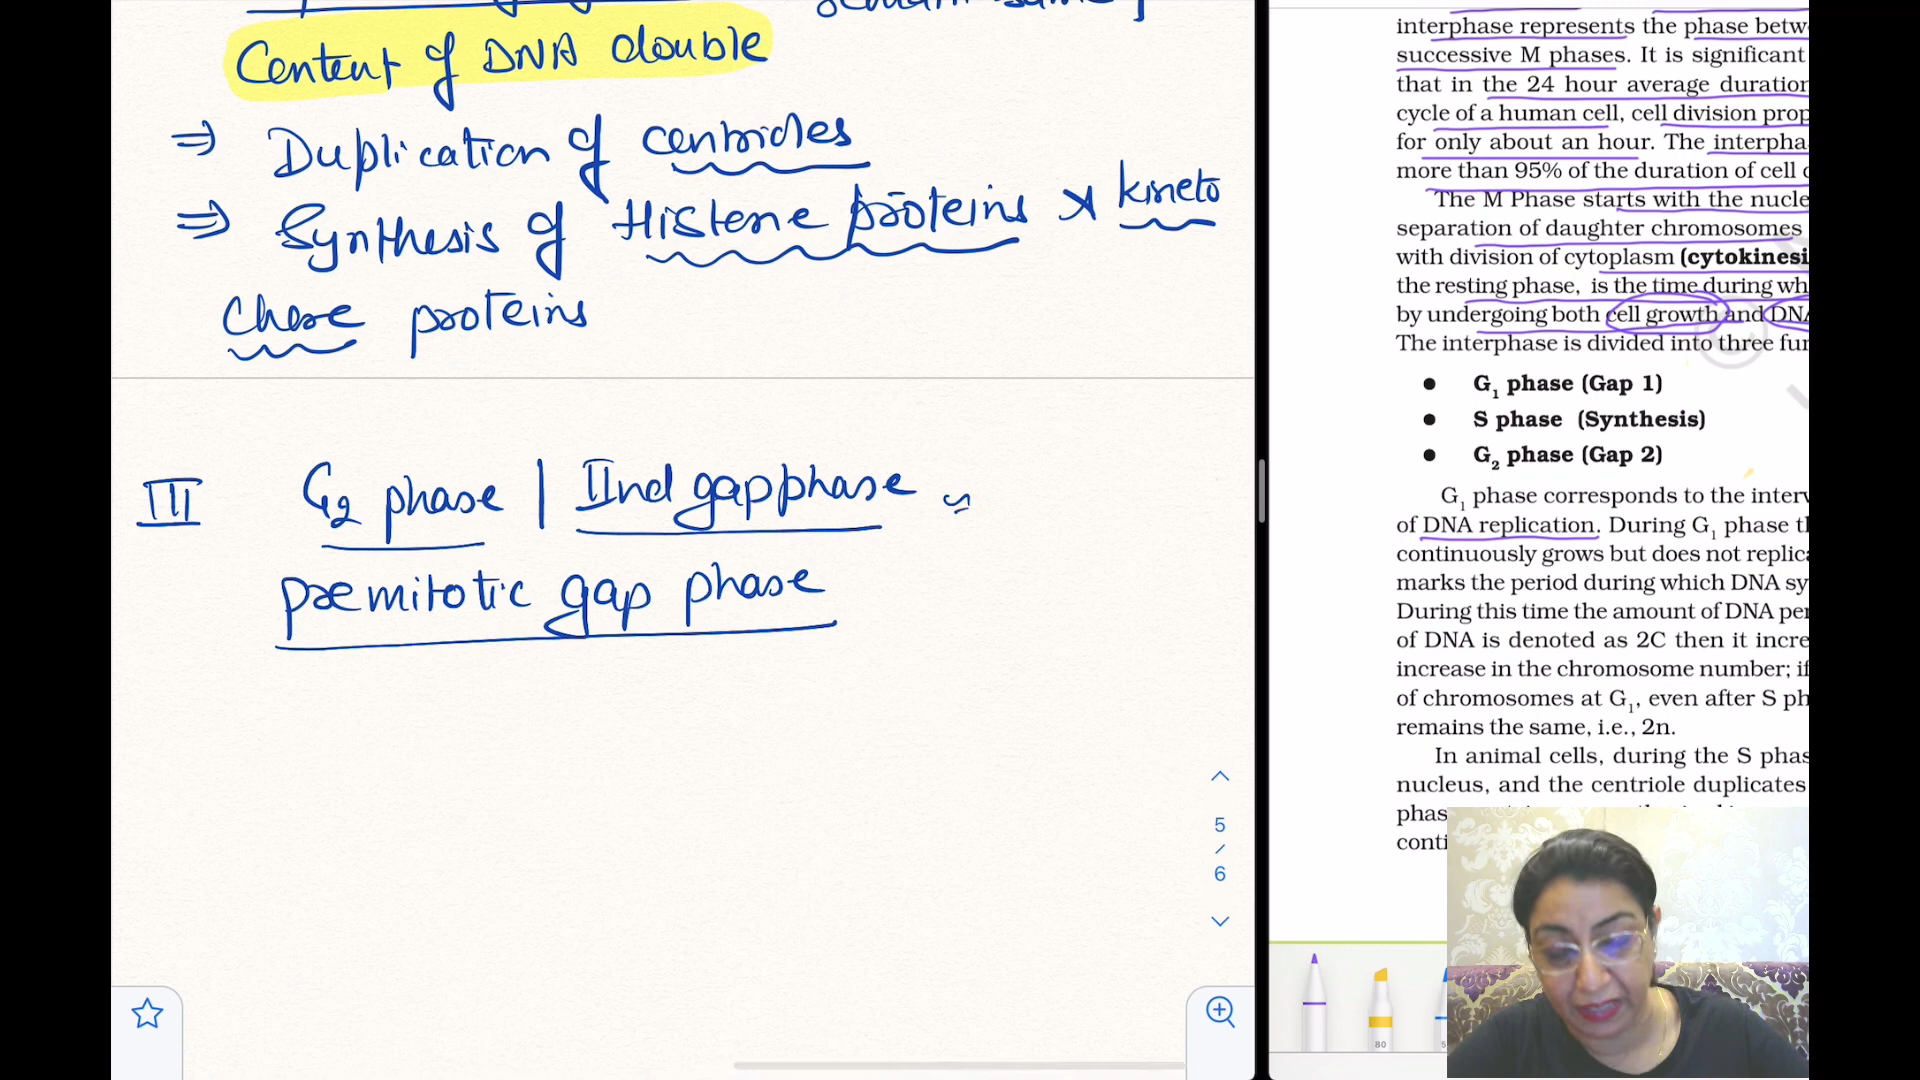 Content of DNA double
⇒ Duplication of centrioles
⇒ Synthesis of Histone proteins & kineto
chore proteins
III G2 phase | IInd gap phase
premitotic gap phase
5
/
6
interphase represents the phase betw
successive M phases. It is significant
that in the 24 hour average duration
cycle of a human cell, cell division prop
for only about an hour. The interpha
more than 95% of the duration of cell c
The M Phase starts with the nucle
separation of daughter chromosomes
with division of cytoplasm (cytokinesi
the resting phase, is the time during wh
by undergoing both cell growth and DNA
The interphase is divided into three fun
● G1 phase (Gap 1)
● S phase (Synthesis)
● G2 phase (Gap 2)
G1 phase corresponds to the interv
of DNA replication. During G1 phase th
continuously grows but does not replica
marks the period during which DNA sy
During this time the amount of DNA per
of DNA is denoted as 2C then it incre
increase in the chromosome number; if
of chromosomes at G1, even after S ph
remains the same, i.e., 2n.
In animal cells, during the S phas
nucleus, and the centriole duplicates
phas
conti
80